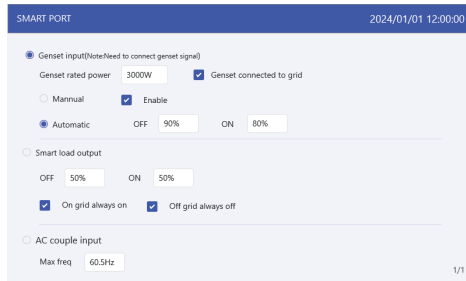 SMART PORT 2024/01/01 12:00:00
Genset input(Note:Need to connect genset signal)
Genset rated power 3000W Genset connected to grid
Mannual Enable
Automatic OFF 90% ON 80%
Smart load output
OFF 50% ON 50%
On grid always on Off grid always off
AC couple input
Max freq 60.5Hz
1/1